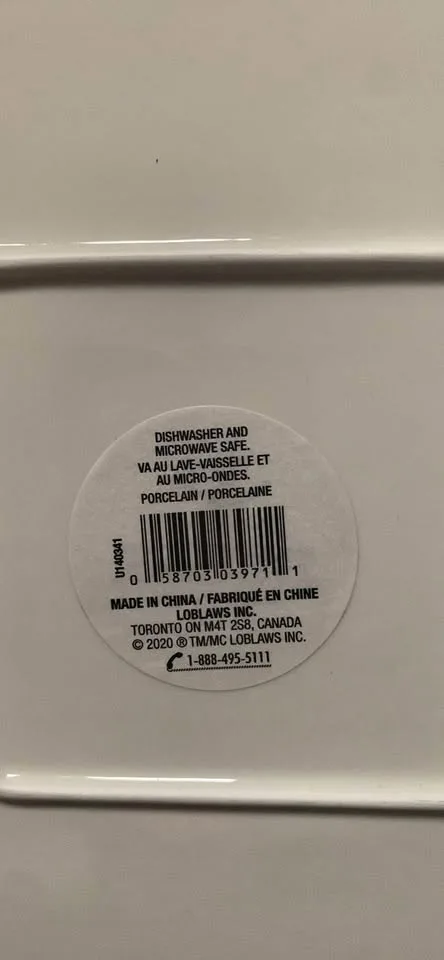 DISHWASHER AND
MICROWAVE SAFE.
VA AU LAVE-VAISSELLE ET
AU MICRO-ONDES.
PORCELAIN / PORCELAINE
U140341
0 58703 03971 1
MADE IN CHINA / FABRIQUÉ EN CHINE
LOBLAWS INC.
TORONTO ON M4T 2S8, CANADA
© 2020 ® TM/MC LOBLAWS INC.
1-888-495-5111